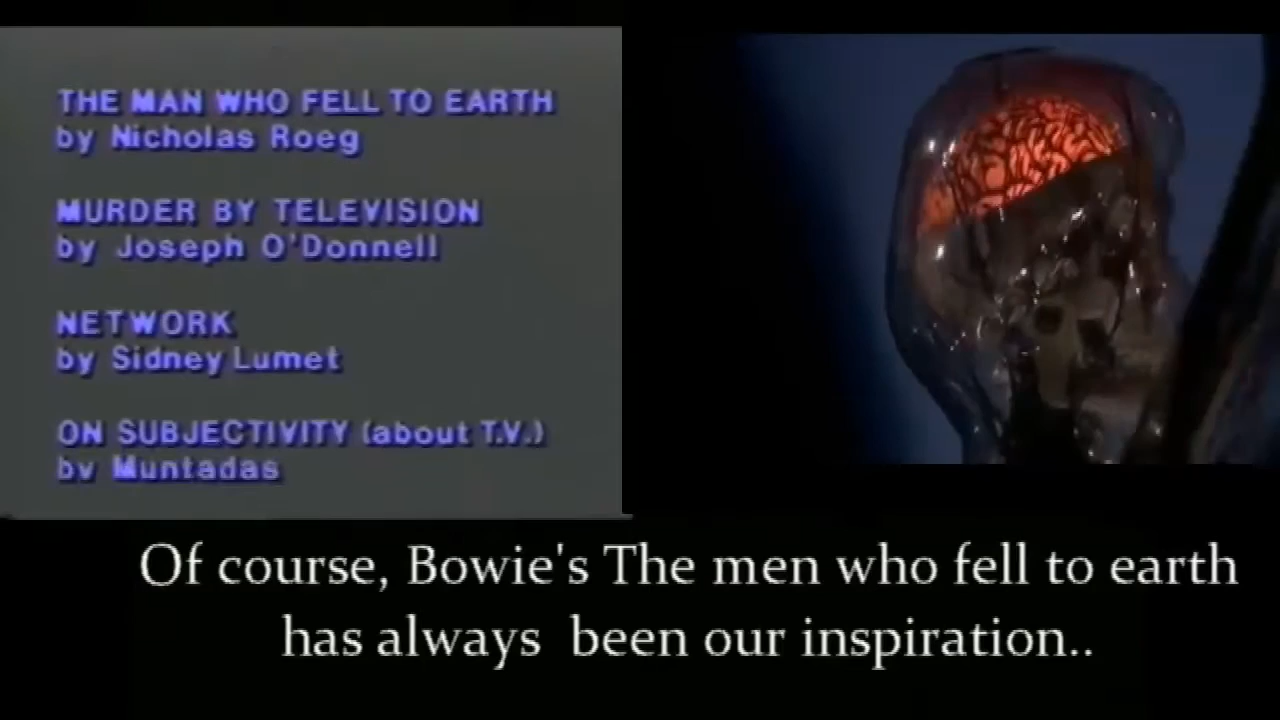 THE MAN WHO FELL TO EARTH
by Nicholas Roeg
MURDER BY TELEVISION
by Joseph O'Donnell
NETWORK
by Sidney Lumet
ON SUBJECTIVITY (about T.V.)
by Muntadas
Of course, Bowie's The men who fell to earth
has always been our inspiration..